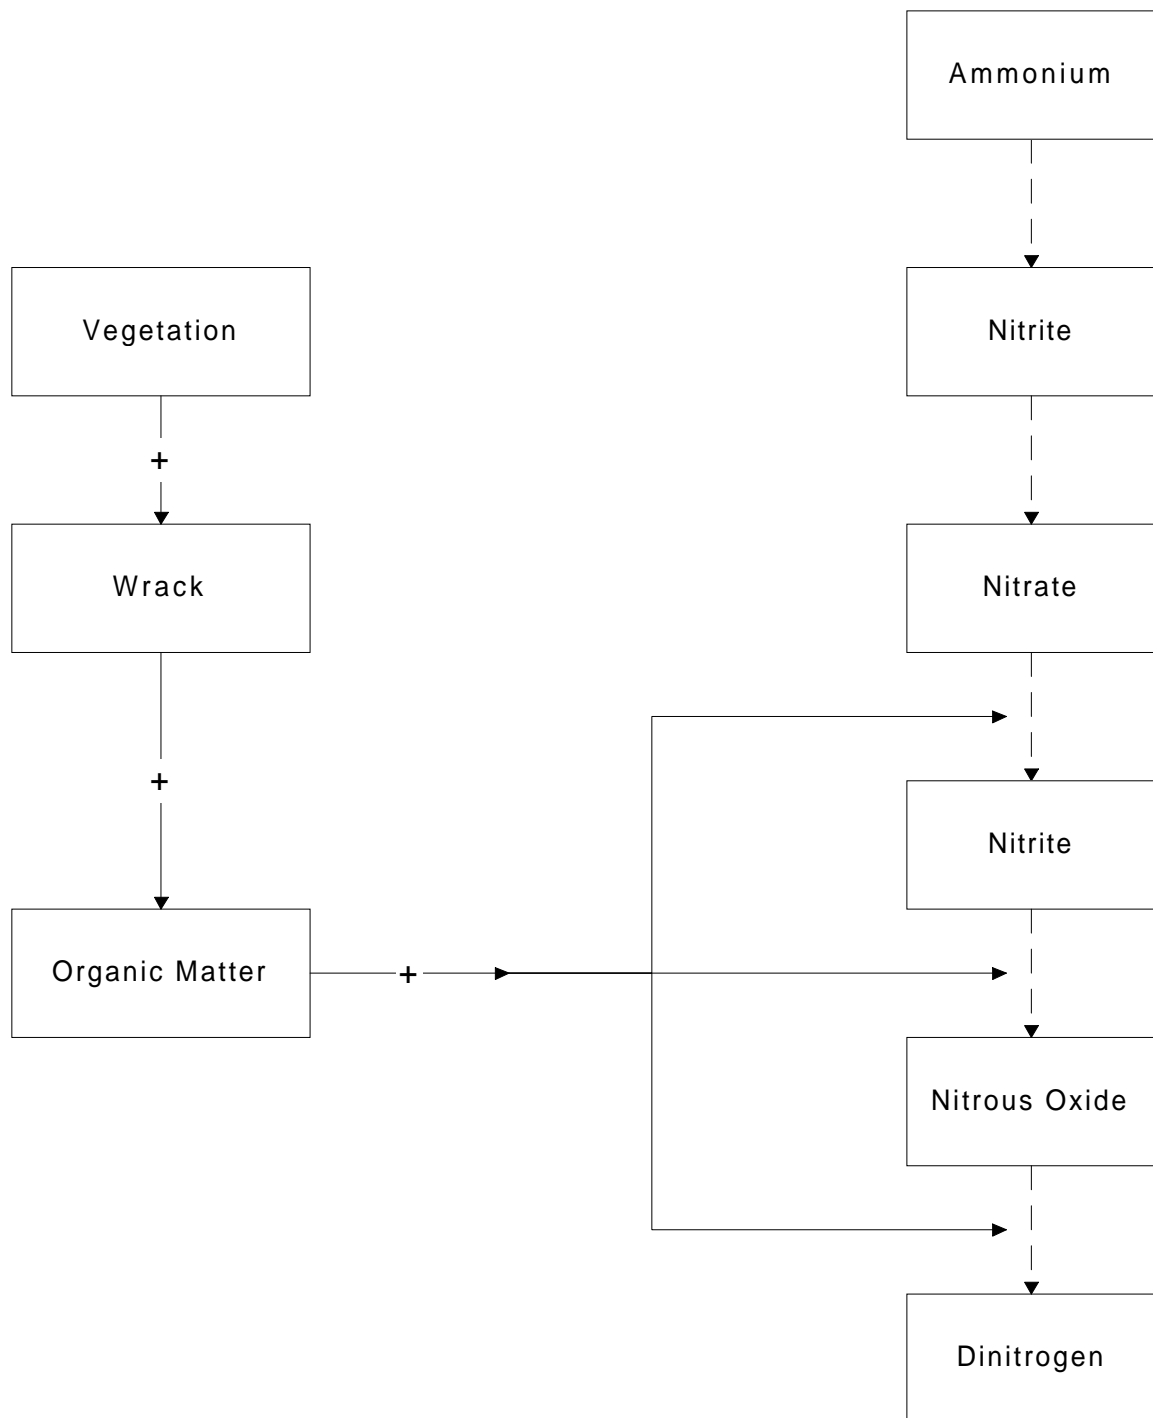 Ammonium
Vegetation
Nitrite
+
Wrack
Nitrate
+
Nitrite
Organic Matter
+
Nitrous Oxide
Dinitrogen